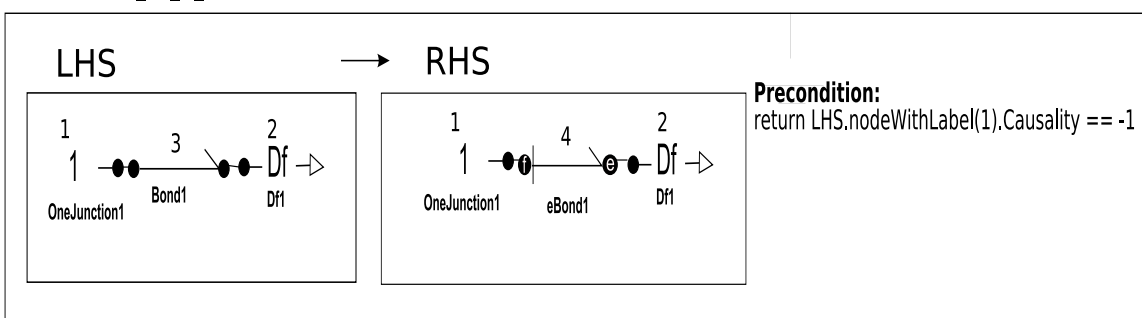 LHS
RHS
Precondition:
return LHS.nodeWithLabel(1).Causality == -1
1
3
2
1
Df
Bond1
OneJunction1
Df1
1
4
2
1
f
e
Df
OneJunction1
eBond1
Df1